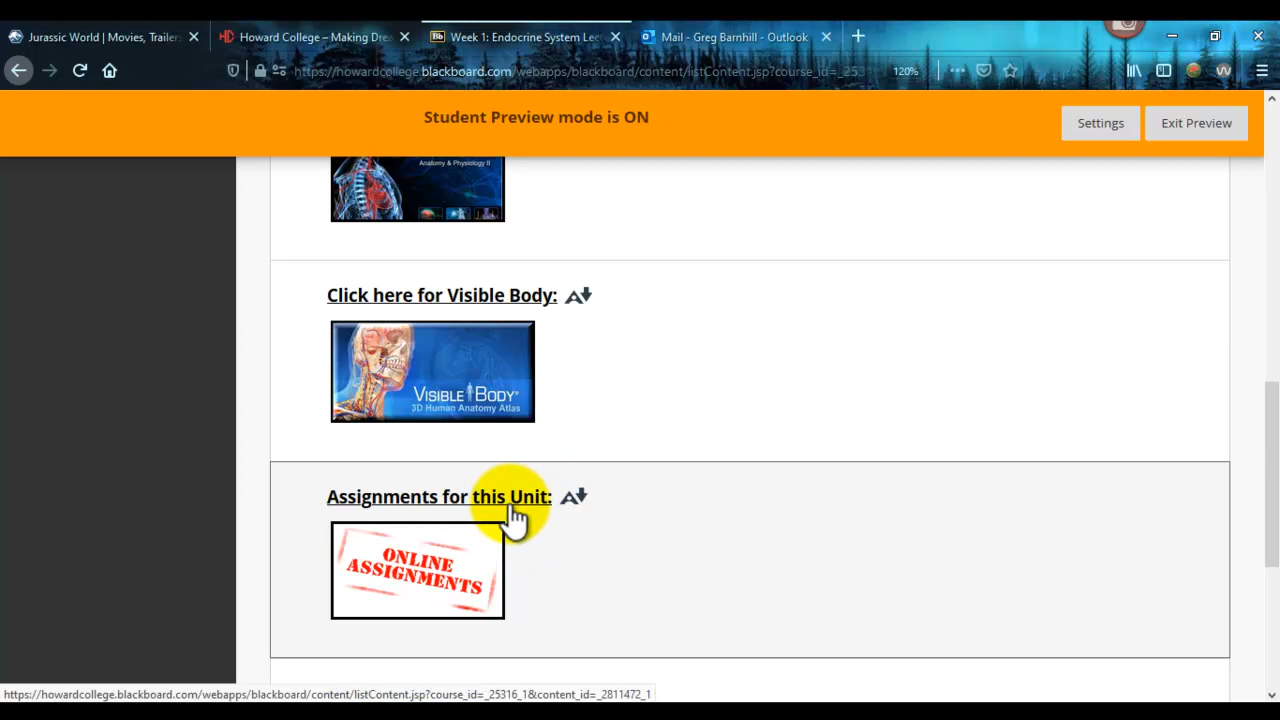 Jurassic World | Movies, Trailers
Howard College – Making Drea
Bb Week 1: Endocrine System Lec
Mail - Greg Barnhill - Outlook
https://howardcollege.blackboard.com/webapps/blackboard/content/listContent.jsp?course_id=_253
120%
Student Preview mode is ON
Settings
Exit Preview
Anatomy & Physiology II
Click here for Visible Body:
VISIBLE BODY®
3D Human Anatomy Atlas
Assignments for this Unit:
ONLINE
ASSIGNMENTS
https://howardcollege.blackboard.com/webapps/blackboard/content/listContent.jsp?course_id=_25316_1&content_id=_2811472_1